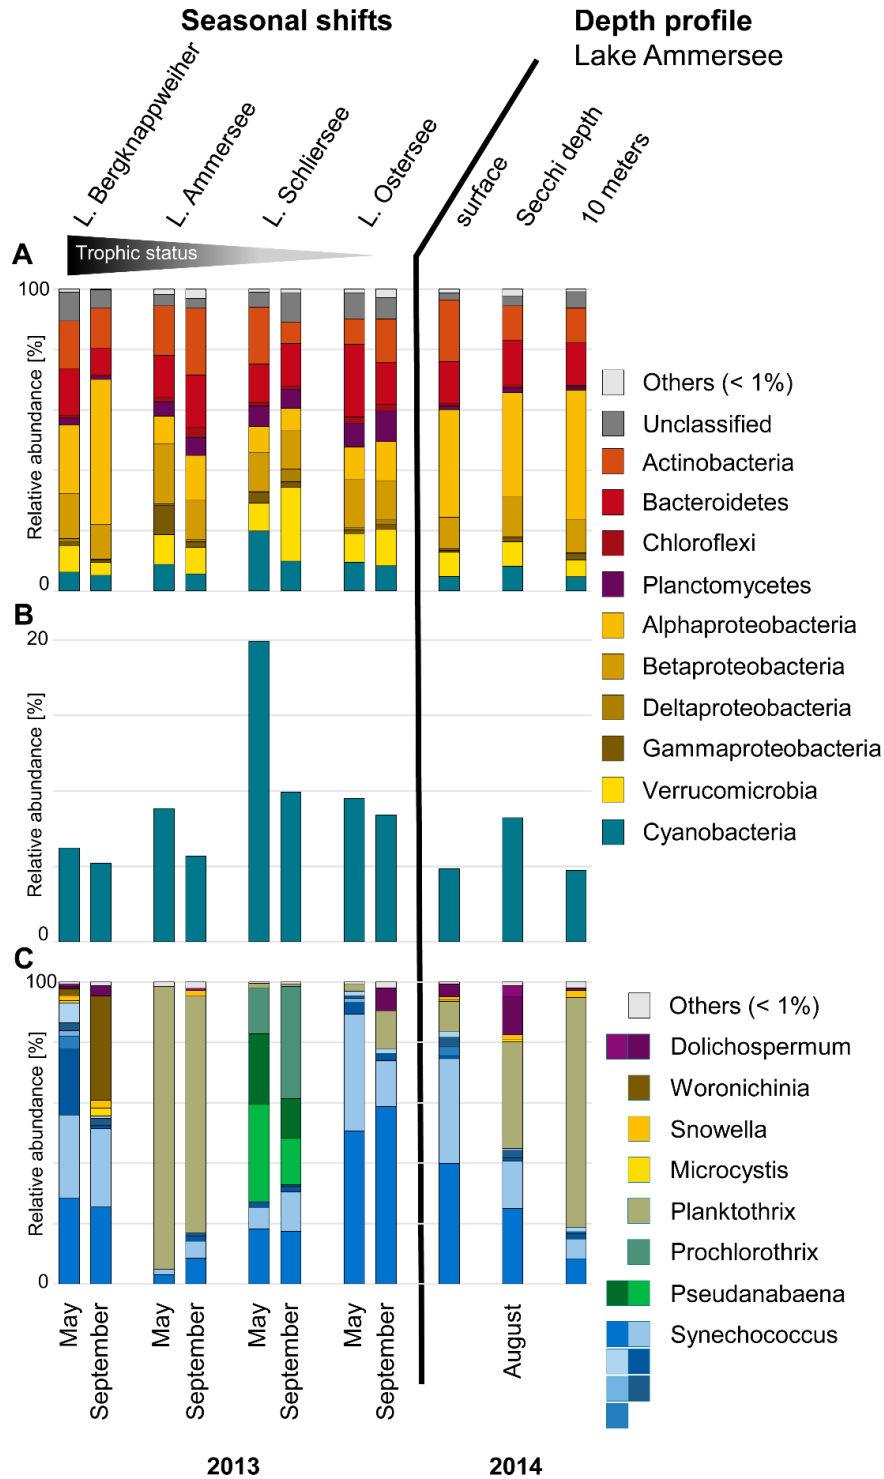 Seasonal shifts
Depth profile
Lake Ammersee
L. Bergknappweiher
L. Ammersee
L. Schliersee
L. Ostersee
surface
Secchi depth
10 meters
A
Trophic status
100
Relative abundance [%]
0
Others (< 1%)
Unclassified
Actinobacteria
Bacteroidetes
Chloroflexi
Planctomycetes
Alphaproteobacteria
Betaproteobacteria
Deltaproteobacteria
Gammaproteobacteria
Verrucomicrobia
Cyanobacteria
B
20
Relative abundance [%]
0
C
100
Relative abundance [%]
0
Others (< 1%)
Dolichospermum
Woronichinia
Snowella
Microcystis
Planktothrix
Prochlorothrix
Pseudanabaena
Synechococcus
May
September
May
September
May
September
May
September
August
2013
2014